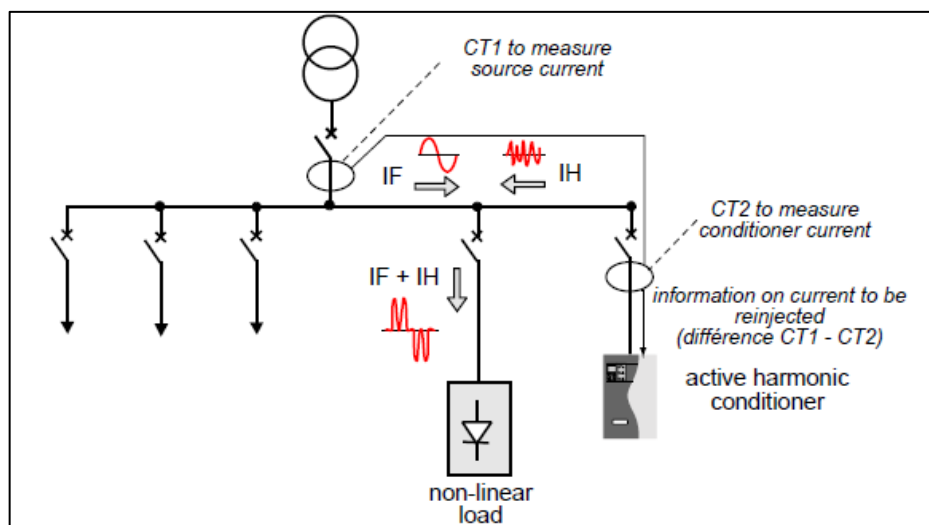 CT1 to measure
source current
IF
IH
CT2 to measure
conditioner current
IF + IH
information on current to be
reinjected
(différence CT1 - CT2)
active harmonic
conditioner
non-linear
load